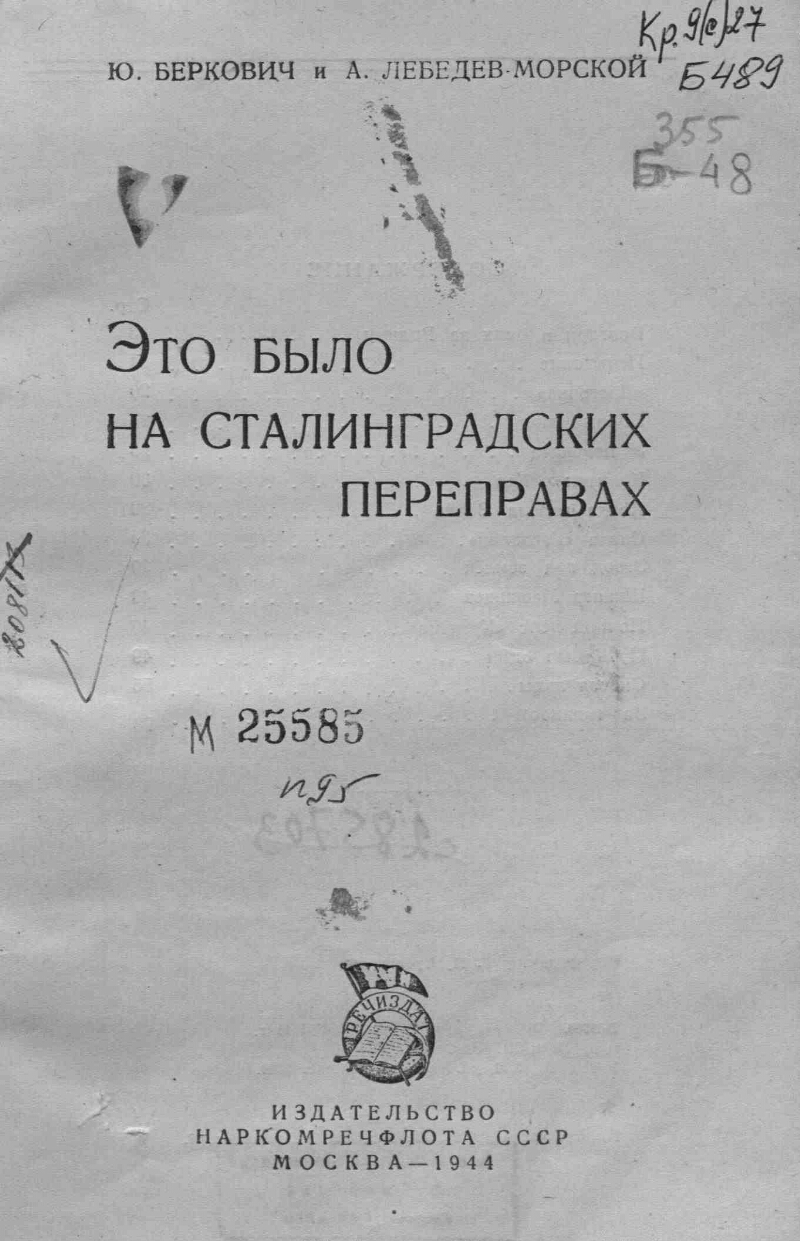 Кр. 9(с)27
Ю. БЕРКОВИЧ и А. ЛЕБЕДЕВ-МОРСКОЙ
Б489
355
Б-48
ЭТО БЫЛО
НА СТАЛИНГРАДСКИХ
ПЕРЕПРАВАХ
М 25585
п95
РЕЧИЗДАТ
ИЗДАТЕЛЬСТВО
НАРКОМРЕЧФЛОТА СССР
МОСКВА—1944